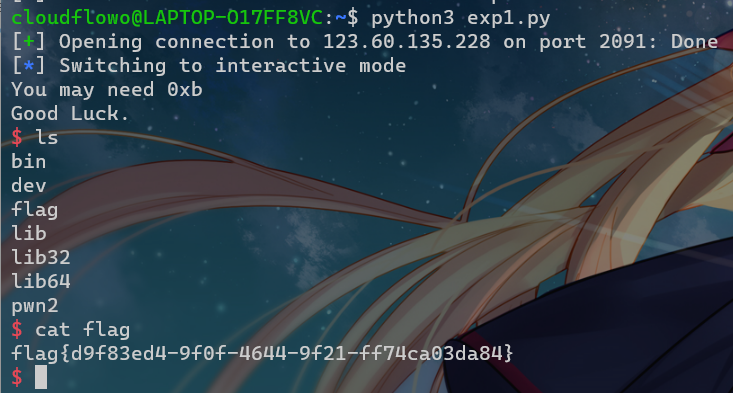 cloudflowo@LAPTOP-O17FF8VC:~$ python3 exp1.py
[+] Opening connection to 123.60.135.228 on port 2091: Done
[*] Switching to interactive mode
You may need 0xb
Good Luck.
$ ls
bin
dev
flag
lib
lib32
lib64
pwn2
$ cat flag
flag{d9f83ed4-9f0f-4644-9f21-ff74ca03da84}
$